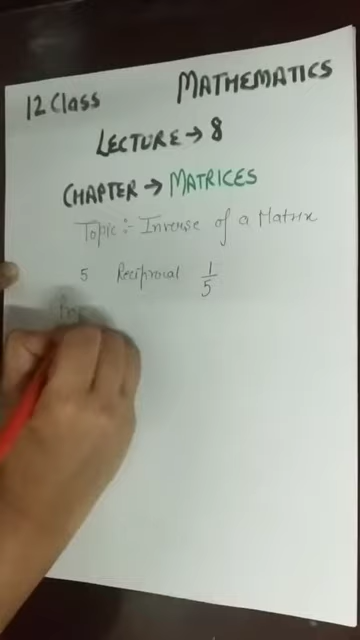 12 Class MATHEMATICS
LECTURE → 8
CHAPTER → MATRICES
Topic :- Inverse of a Matrix
5 Reciprocal 1/5